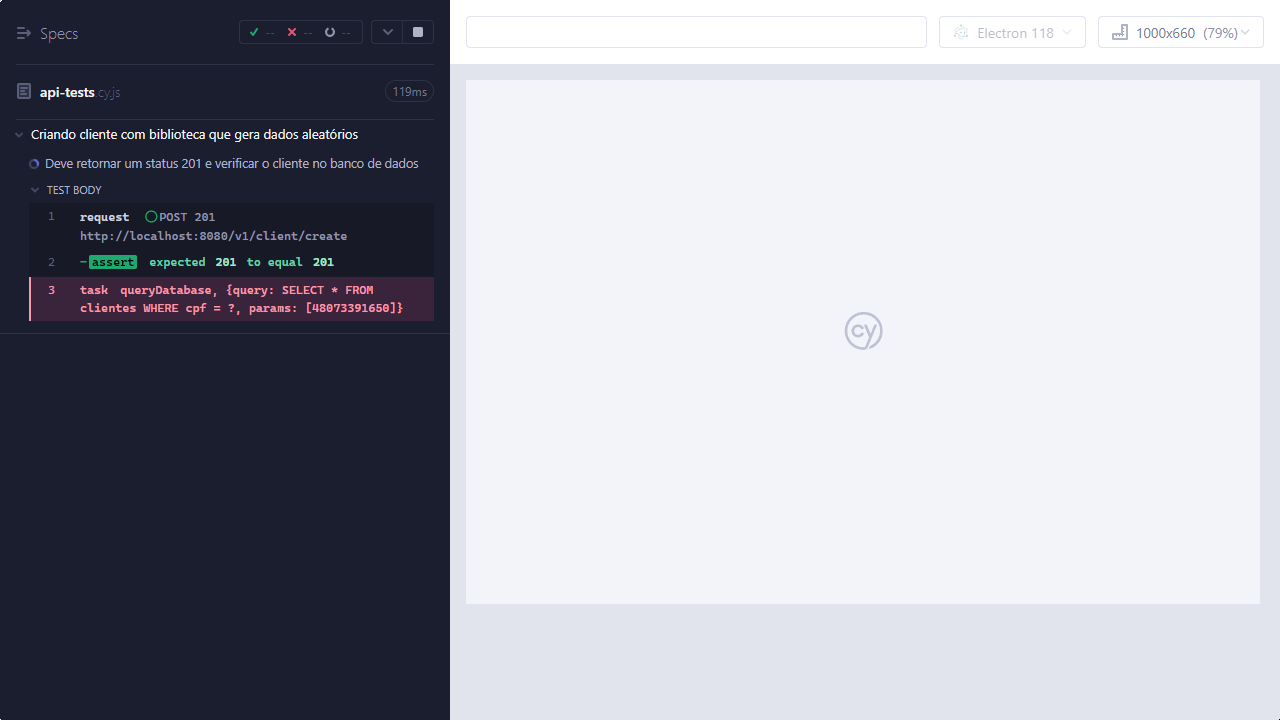 Specs
-- -- --
api-tests cy.js
119ms
Criando cliente com biblioteca que gera dados aleatórios
Deve retornar um status 201 e verificar o cliente no banco de dados
TEST BODY
1 request POST 201
http://localhost:8080/v1/client/create
2 -assert expected 201 to equal 201
3 task queryDatabase, {query: SELECT * FROM
clientes WHERE cpf = ?, params: [48073391650]}
Electron 118
1000x660 (79%)
cy